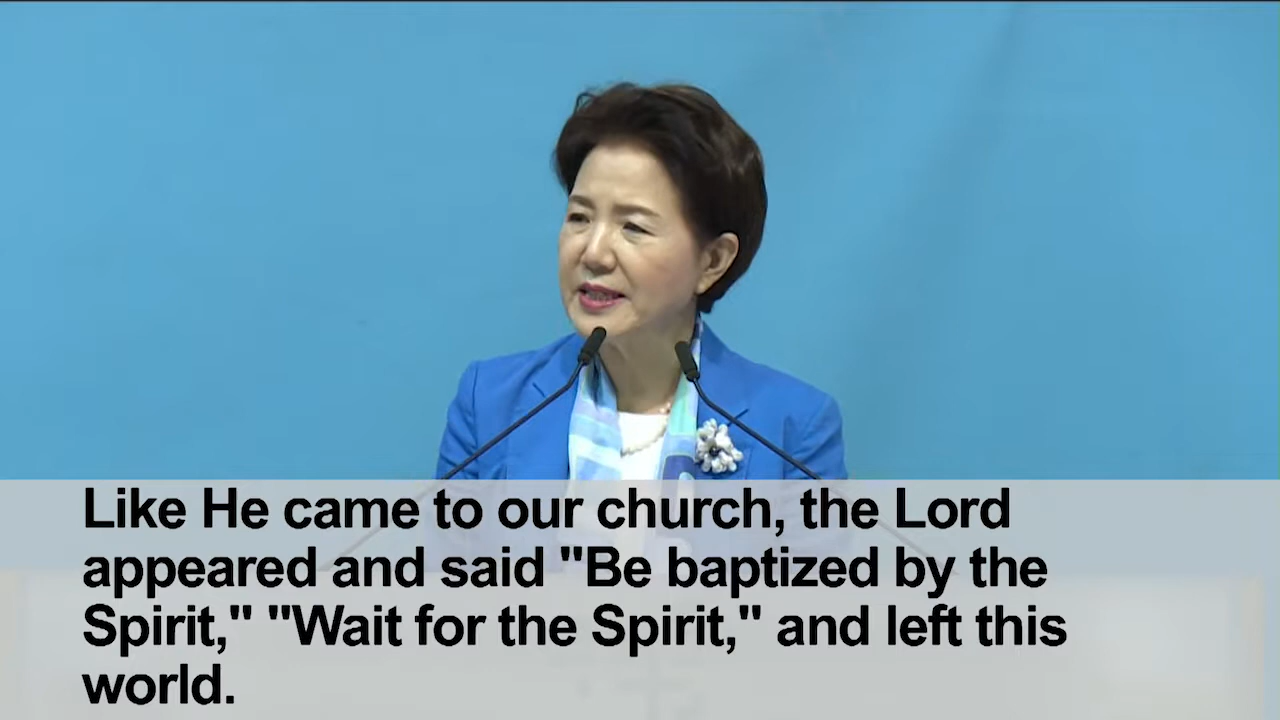 Like He came to our church, the Lord
appeared and said "Be baptized by the
Spirit," "Wait for the Spirit," and left this
world.